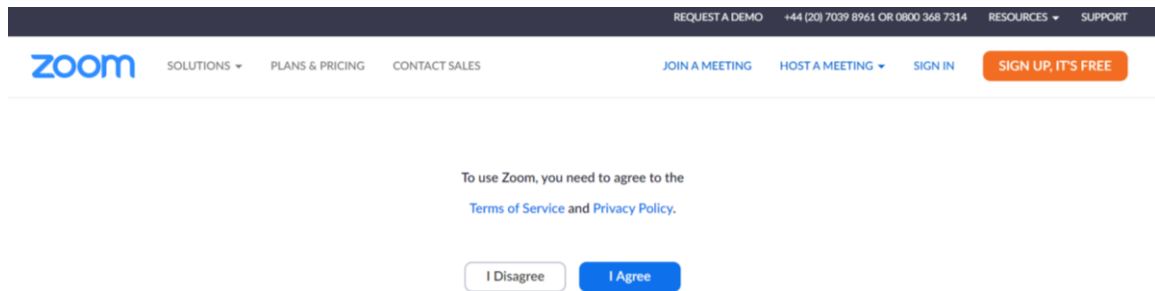 REQUEST A DEMO +44 (20) 7039 8961 OR 0800 368 7314 RESOURCES SUPPORT
zoom SOLUTIONS PLANS & PRICING CONTACT SALES JOIN A MEETING HOST A MEETING SIGN IN SIGN UP, IT'S FREE
To use Zoom, you need to agree to the
Terms of Service and Privacy Policy.
I Disagree I Agree